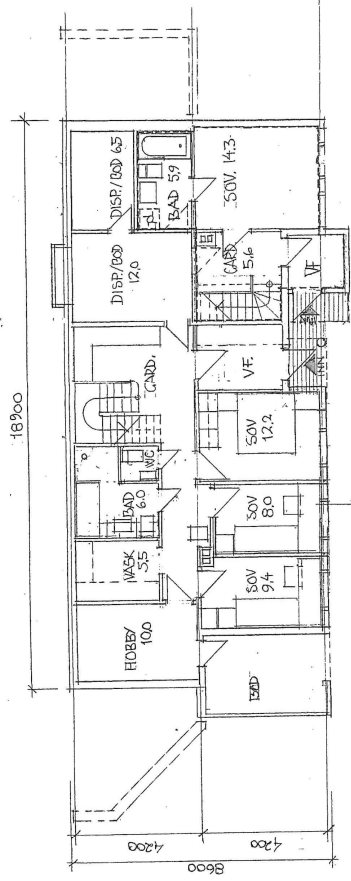 18900
DISP./BOD 6,5
BAD 5,9
SOV. 14.3
DISP/BOD
12,0
GARD.
5,6
VF
GARD.
VF.
WC
BAD
6.0
SOV
12.2
VASK
5,5
SOV
8,0
HOBBY
10,0
SOV
9,4
BOD
4200
4200
8600